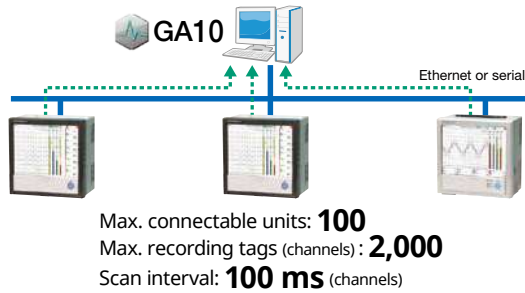 GA10
Ethernet or serial
Max. connectable units: 100
Max. recording tags (channels) : 2,000
Scan interval: 100 ms (channels)